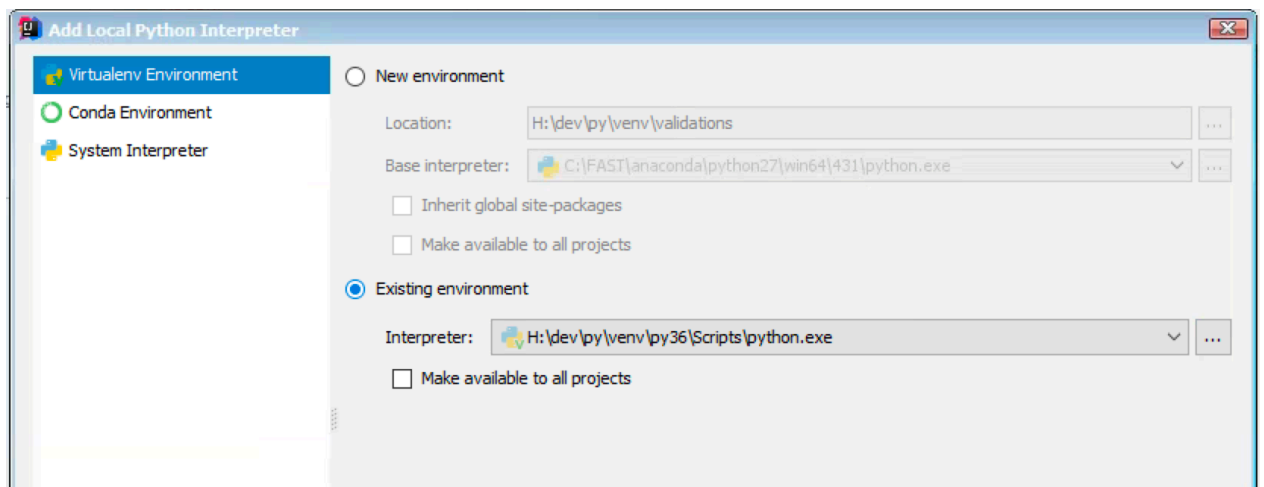 Add Local Python Interpreter
Virtualenv Environment
Conda Environment
System Interpreter
New environment
Location: H:\dev\py\venv\validations ...
Base interpreter: C:\FAST\anaconda\python27\win64\431\python.exe ...
Inherit global site-packages
Make available to all projects
Existing environment
Interpreter: H:\dev\py\venv\py36\Scripts\python.exe ...
Make available to all projects